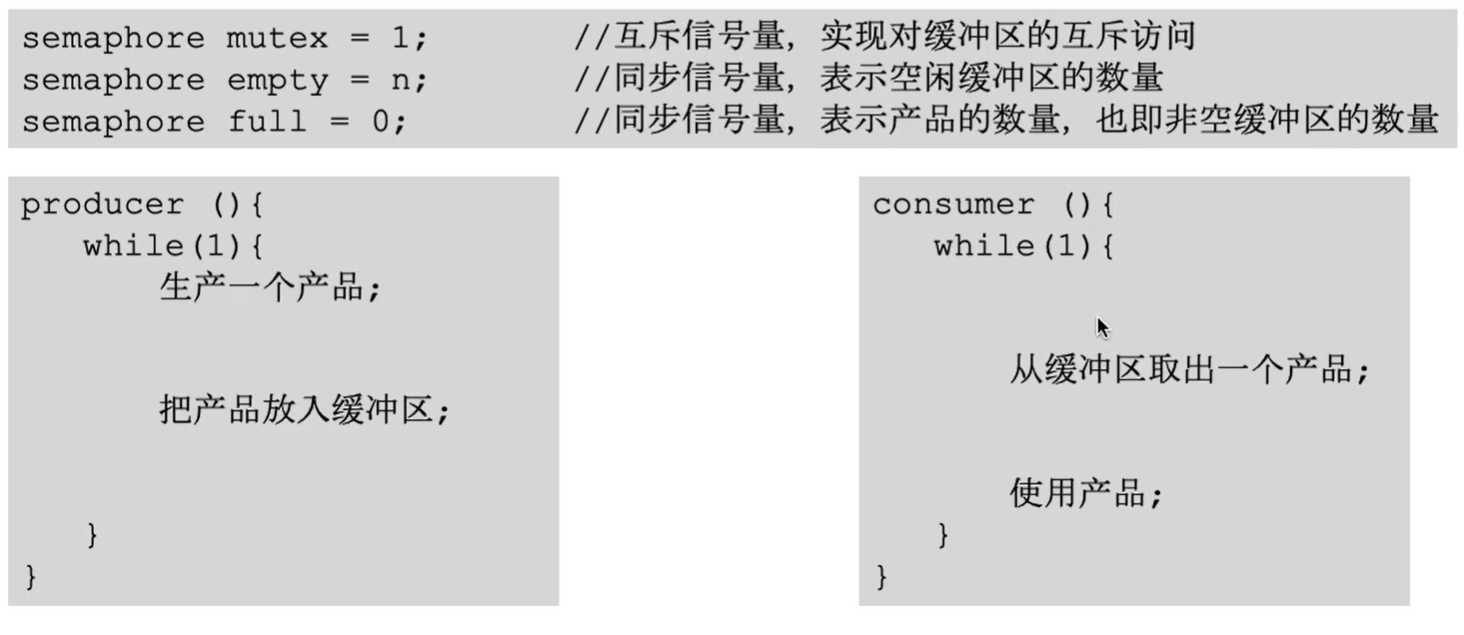 semaphore mutex = 1; //互斥信号量，实现对缓冲区的互斥访问
semaphore empty = n; //同步信号量，表示空闲缓冲区的数量
semaphore full = 0; //同步信号量，表示产品的数量，也即非空缓冲区的数量
producer (){
while(1){
生产一个产品;
把产品放入缓冲区;
}
}
consumer (){
while(1){
从缓冲区取出一个产品;
使用产品;
}
}